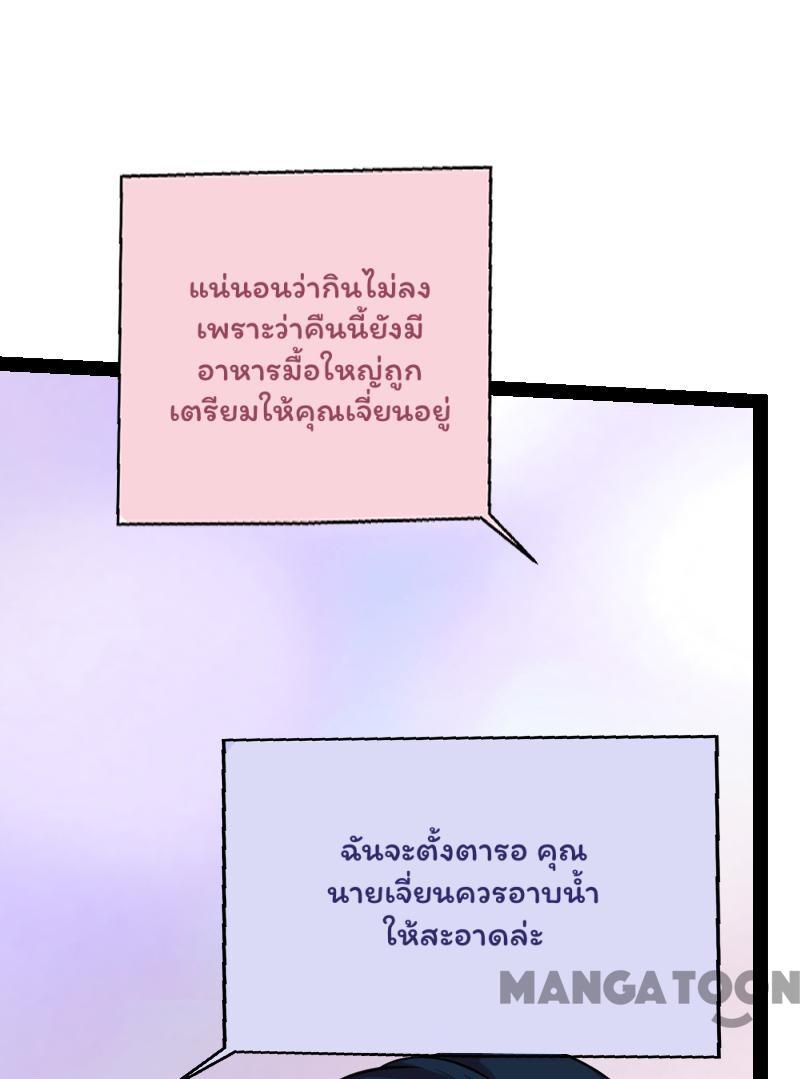 แน่นอนว่ากินไม่ลง
เพราะว่าคืนนี้ยังมี
อาหารมื้อใหญ่ถูก
เตรียมให้คุณเจี่ยนอยู่
ฉันจะตั้งตารอ คุณ
นายเจี่ยนควรอาบน้ำ
ให้สะอาดล่ะ
MANGATOON